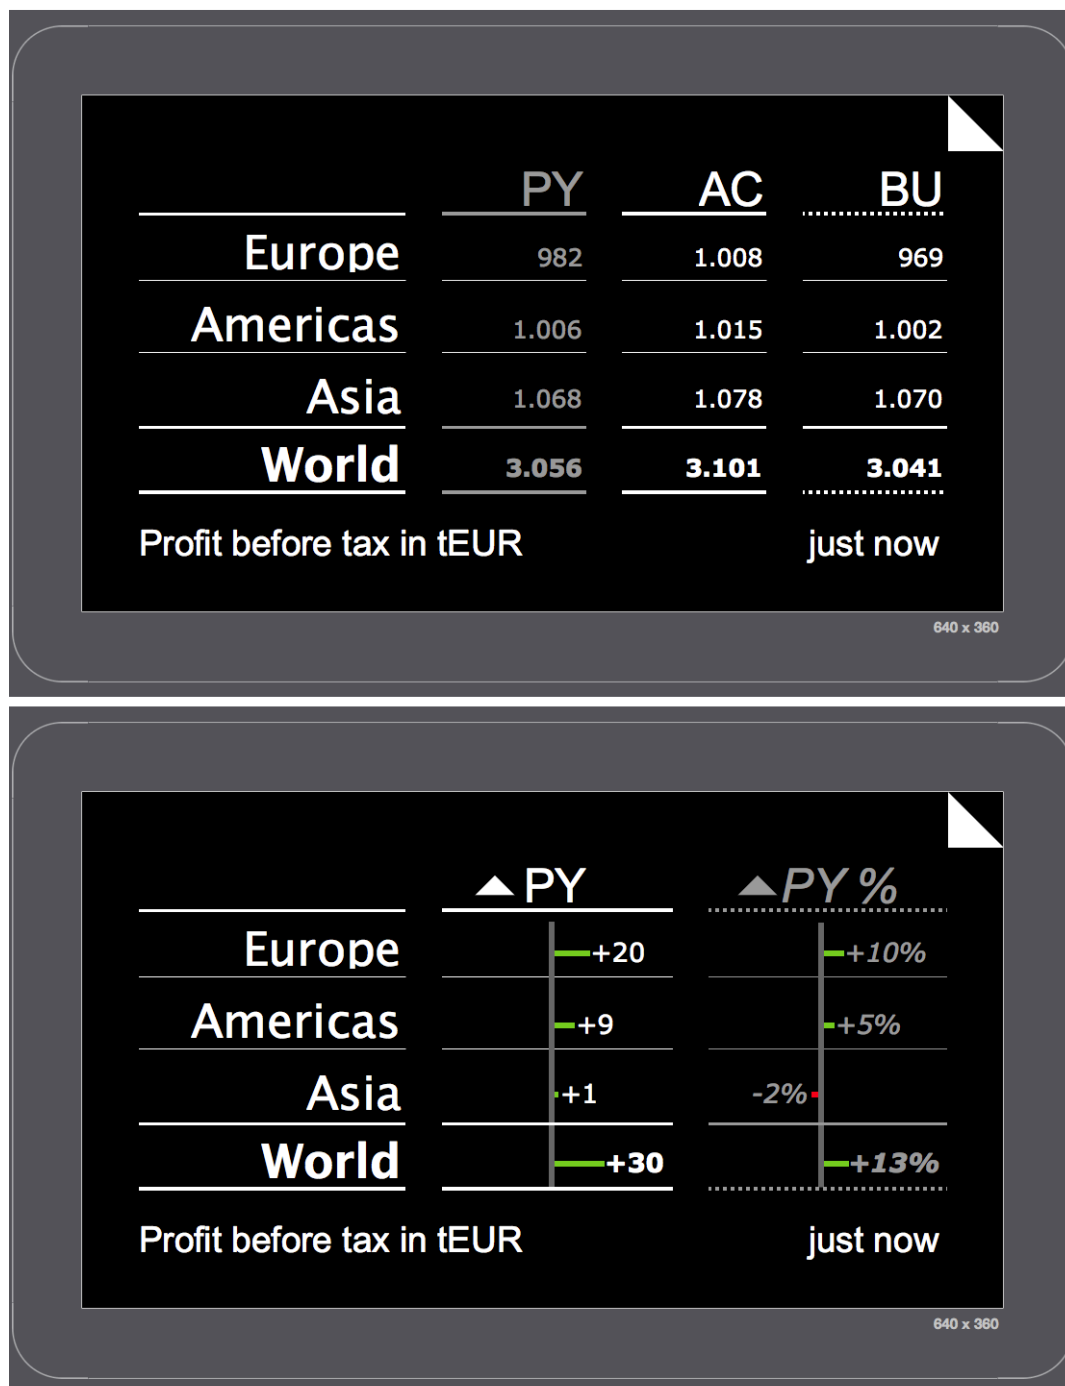 PY AC BU
Europe 982 1.008 969
Americas 1.006 1.015 1.002
Asia 1.068 1.078 1.070
World 3.056 3.101 3.041
Profit before tax in tEUR just now
640 x 360
PY PY %
Europe +20 +10%
Americas +9 +5%
Asia +1 -2%
World +30 +13%
Profit before tax in tEUR just now
640 x 360